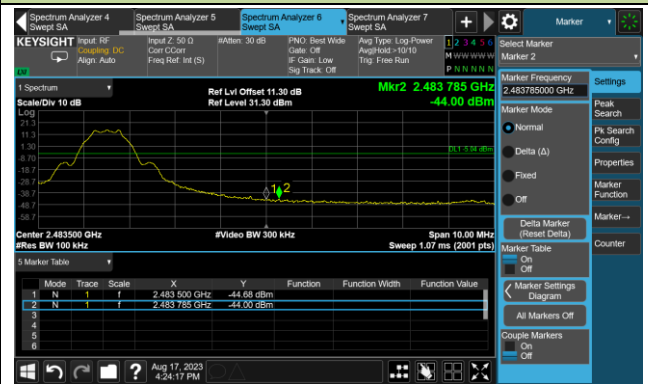 Spectrum Analyzer 4
Swept SA
Spectrum Analyzer 5
Swept SA
Spectrum Analyzer 6
Swept SA
Spectrum Analyzer 7
Swept SA
Marker
KEYSIGHT
Input: RF
Coupling: DC
Align: Auto
Input Z: 50 Ω
Corr CCorr
Freq Ref: Int (S)
#Atten: 30 dB
PNO: Best Wide
Gate: Off
IF Gain: Low
Sig Track: Off
Avg Type: Log-Power
Avg|Hold:>10/10
Trig: Free Run
1 2 3 4 5 6
M W W W W W
P N N N N N
Select Marker
Marker 2
1 Spectrum
Scale/Div 10 dB
Ref Lvl Offset 11.30 dB
Ref Level 31.30 dBm
Mkr2 2.483 785 GHz
-44.00 dBm
Log
21.3
11.3
1.30
-8.70
-18.7
-28.7
-38.7
-48.7
-58.7
DL1 -5.04 dBm
1
2
Center 2.483500 GHz
#Res BW 100 kHz
#Video BW 300 kHz
Span 10.00 MHz
Sweep 1.07 ms (2001 pts)
5 Marker Table
Mode Trace Scale X Y Function Function Width Function Value
1 N 1 f 2.483 500 GHz -44.68 dBm
2 N 1 f 2.483 785 GHz -44.00 dBm
3
4
5
6
Marker Frequency
2.483785000 GHz
Marker Mode
Normal
Delta (Δ)
Fixed
Off
Delta Marker
(Reset Delta)
Marker Table
On
Off
Marker Settings
Diagram
All Markers Off
Couple Markers
On
Off
Settings
Peak
Search
Pk Search
Config
Properties
Marker
Function
Marker→
Counter
?
Aug 17, 2023
4:24:17 PM